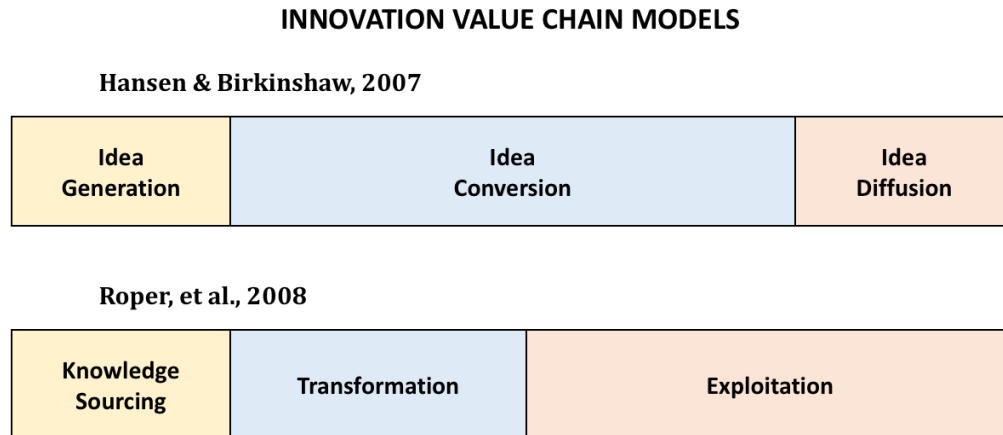 INNOVATION VALUE CHAIN MODELS
Hansen & Birkinshaw, 2007
Idea
Generation
Idea
Conversion
Idea
Diffusion
Roper, et al., 2008
Knowledge
Sourcing
Transformation
Exploitation